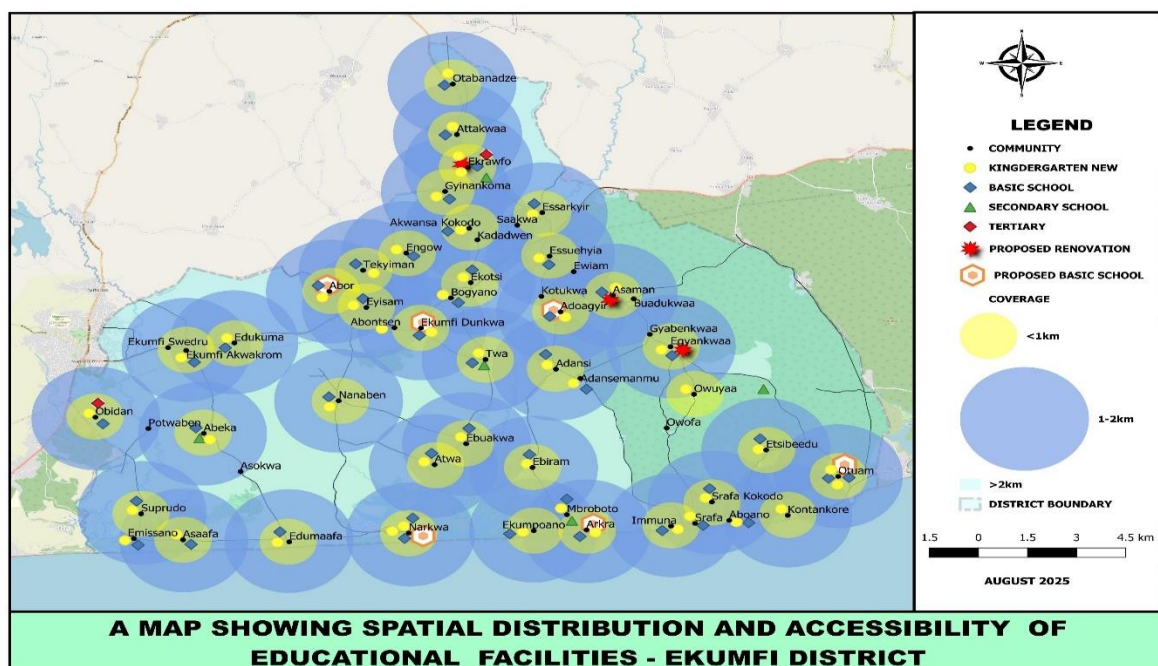 Otabanadze
Attakwaa
Ekrawfo
Gyinankoma
Essarkyir
Akwansa Kokodo
Saakwa
Kadadwen
Engow
Essuehyia
Tekyiman
Ewiam
Ekotsi
Abor
Kotukwa
Asaman
Bogyano
Buadukwaa
Eyisam
Adoagyir
Abontsen
Ekumfi Dunkwa
Gyabenkwaa
Ekumfi Swedru
Edukuma
Egyankwaa
Ekumfi Akwakrom
Twa
Adansi
Adansemanmu
Owuyaa
Nanaben
Obidan
Potwaben
Abeka
Owofa
Ebuakwa
Etsibeedu
Asokwa
Atwa
Ebiram
Otuam
Suprudo
Srafa Kokodo
Mbroboto
Kontankore
Emissano
Asaafa
Edumaafa
Narkwa
Ekumpoano
Arkra
Immuna
Srafa
Aboano
N
W
E
S
LEGEND
COMMUNITY
KINGDERGARTEN NEW
BASIC SCHOOL
SECONDARY SCHOOL
TERTIARY
PROPOSED RENOVATION
PROPOSED BASIC SCHOOL
COVERAGE
<1km
1-2km
>2km
DISTRICT BOUNDARY
1.5 0 1.5 3 4.5 km
AUGUST 2025
A MAP SHOWING SPATIAL DISTRIBUTION AND ACCESSIBILITY OF
EDUCATIONAL FACILITIES - EKUMFI DISTRICT